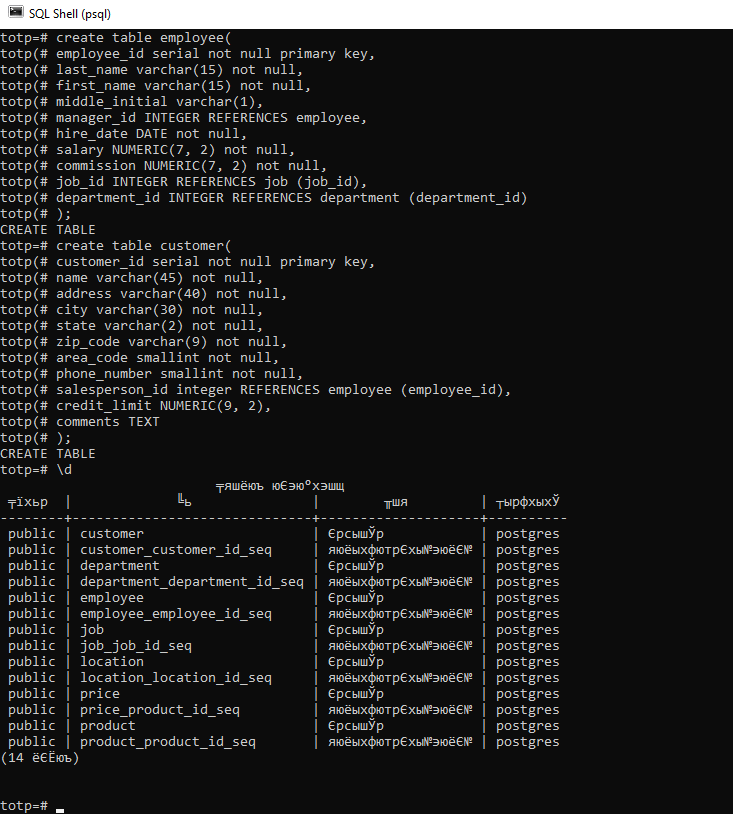 SQL Shell (psql)
totp=# create table employee(
totp(# employee_id serial not null primary key,
totp(# last_name varchar(15) not null,
totp(# first_name varchar(15) not null,
totp(# middle_initial varchar(1),
totp(# manager_id INTEGER REFERENCES employee,
totp(# hire_date DATE not null,
totp(# salary NUMERIC(7, 2) not null,
totp(# commission NUMERIC(7, 2) not null,
totp(# job_id INTEGER REFERENCES job (job_id),
totp(# department_id INTEGER REFERENCES department (department_id)
totp(# );
CREATE TABLE
totp=# create table customer(
totp(# customer_id serial not null primary key,
totp(# name varchar(45) not null,
totp(# address varchar(40) not null,
totp(# city varchar(30) not null,
totp(# state varchar(2) not null,
totp(# zip_code varchar(9) not null,
totp(# area_code smallint not null,
totp(# phone_number smallint not null,
totp(# salesperson_id integer REFERENCES employee (employee_id),
totp(# credit_limit NUMERIC(9, 2),
totp(# comments TEXT
totp(# );
CREATE TABLE
totp=# \d
╤яшёюъ юЄэю°хэшщ
╤їхьр | ╚ь | ╥шя | ┬ырфхыхЎ
--------+-----------------------------+--------------------+----------
public | customer | ЄрсышЎр | postgres
public | customer_customer_id_seq | яюёыхфютрЄхы№эюёЄ№ | postgres
public | department | ЄрсышЎр | postgres
public | department_department_id_seq | яюёыхфютрЄхы№эюёЄ№ | postgres
public | employee | ЄрсышЎр | postgres
public | employee_employee_id_seq | яюёыхфютрЄхы№эюёЄ№ | postgres
public | job | ЄрсышЎр | postgres
public | job_job_id_seq | яюёыхфютрЄхы№эюёЄ№ | postgres
public | location | ЄрсышЎр | postgres
public | location_location_id_seq | яюёыхфютрЄхы№эюёЄ№ | postgres
public | price | ЄрсышЎр | postgres
public | price_product_id_seq | яюёыхфютрЄхы№эюёЄ№ | postgres
public | product | ЄрсышЎр | postgres
public | product_product_id_seq | яюёыхфютрЄхы№эюёЄ№ | postgres
(14 ёЄЁюъ)
totp=#